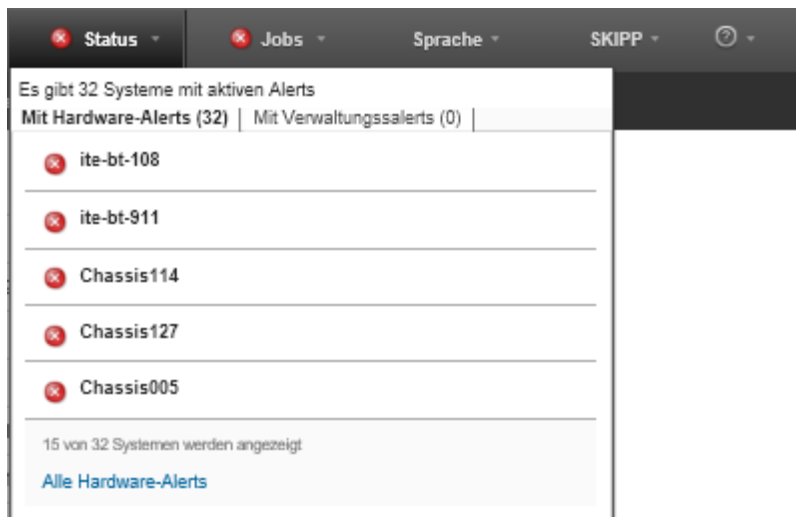 Status Jobs Sprache SKIPP ?
Es gibt 32 Systeme mit aktiven Alerts
Mit Hardware-Alerts (32) | Mit Verwaltungssalerts (0) |
ite-bt-108
ite-bt-911
Chassis114
Chassis127
Chassis005
15 von 32 Systemen werden angezeigt
Alle Hardware-Alerts